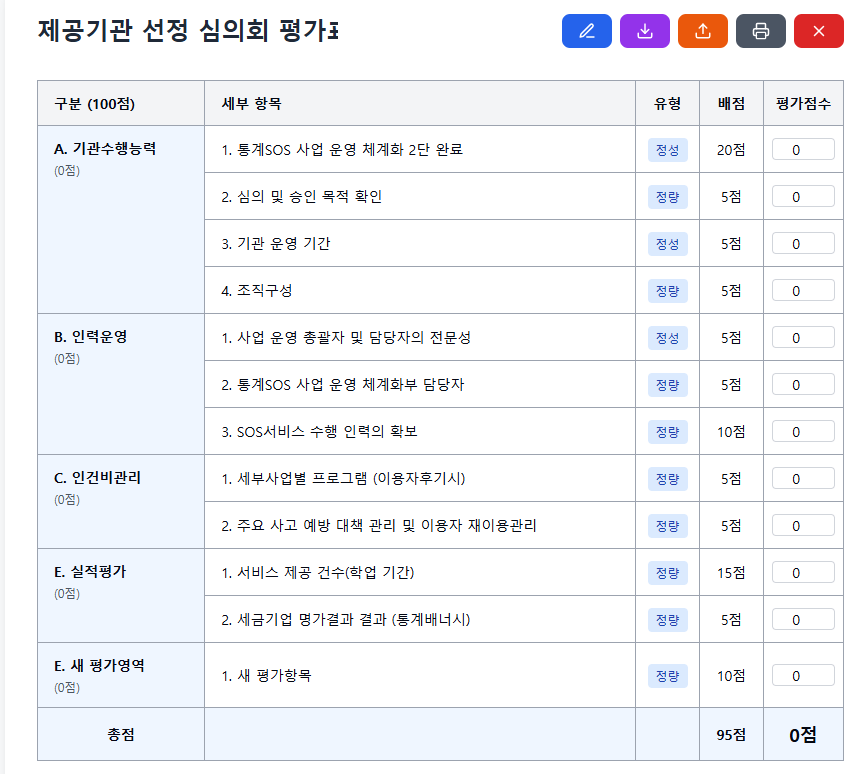 제공기관 선정 심의회 평가표
구분 (100점) 세부 항목 유형 배점 평가점수
A. 기관수행능력
(0점)
1. 통계SOS 사업 운영 체계화 2단 완료 정성 20점 0
2. 심의 및 승인 목적 확인 정량 5점 0
3. 기관 운영 기간 정성 5점 0
4. 조직구성 정량 5점 0
B. 인력운영
(0점)
1. 사업 운영 총괄자 및 담당자의 전문성 정성 5점 0
2. 통계SOS 사업 운영 체계화부 담당자 정량 5점 0
3. SOS서비스 수행 인력의 확보 정량 10점 0
C. 인건비관리
(0점)
1. 세부사업별 프로그램 (이용자후기시) 정량 5점 0
2. 주요 사고 예방 대책 관리 및 이용자 재이용관리 정량 5점 0
E. 실적평가
(0점)
1. 서비스 제공 건수(학업 기간) 정량 15점 0
2. 세금기업 명가결과 결과 (통계배너시) 정량 5점 0
E. 새 평가영역
(0점)
1. 새 평가항목 정량 10점 0
총점 95점 0점